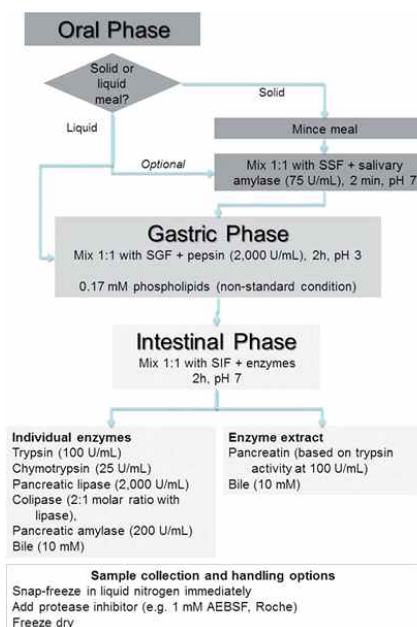 Oral Phase
Solid or
liquid
meal?
Solid
Liquid
Mince meal
Optional
Mix 1:1 with SSF + salivary
amylase (75 U/mL), 2 min, pH 7
Gastric Phase
Mix 1:1 with SGF + pepsin (2,000 U/mL), 2h, pH 3
0.17 mM phospholipids (non-standard condition)
Intestinal Phase
Mix 1:1 with SIF + enzymes
2h, pH 7
Individual enzymes
Trypsin (100 U/mL)
Chymotrypsin (25 U/mL)
Pancreatic lipase (2,000 U/mL)
Colipase (2:1 molar ratio with
lipase),
Pancreatic amylase (200 U/mL)
Bile (10 mM)
Enzyme extract
Pancreatin (based on trypsin
activity at 100 U/mL)
Bile (10 mM)
Sample collection and handling options
Snap-freeze in liquid nitrogen immediately
Add protease inhibitor (e.g. 1 mM AEBSF, Roche)
Freeze dry